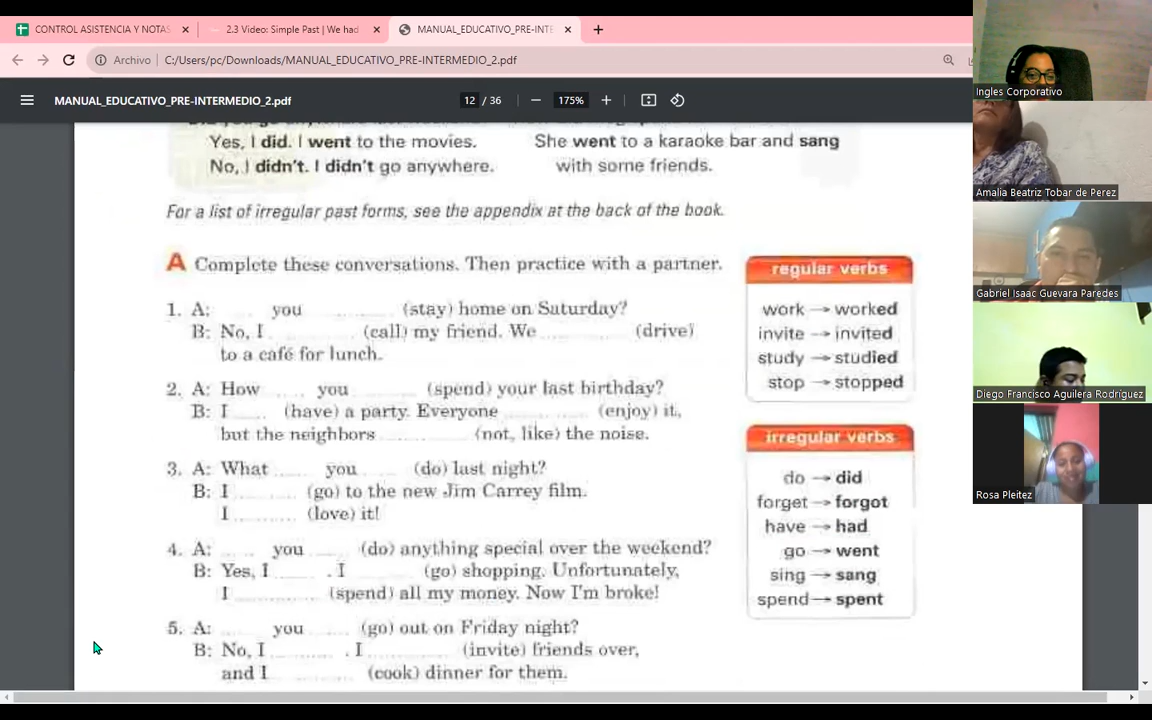 CONTROL ASISTENCIA Y NOTAS
2.3 Video: Simple Past | We had
MANUAL_EDUCATIVO_PRE-INTE
Archivo
C:/Users/pc/Downloads/MANUAL_EDUCATIVO_PRE-INTERMEDIO_2.pdf
MANUAL_EDUCATIVO_PRE-INTERMEDIO_2.pdf
12 / 36
175%
Yes, I did. I went to the movies.
No, I didn't. I didn't go anywhere.
She went to a karaoke bar and sang
with some friends.
For a list of irregular past forms, see the appendix at the back of the book.
A Complete these conversations. Then practice with a partner.
1. A: ........ you ........ (stay) home on Saturday?
B: No, I ........ (call) my friend. We ........ (drive)
to a café for lunch.
2. A: How ........ you ........ (spend) your last birthday?
B: I ........ (have) a party. Everyone ........ (enjoy) it,
but the neighbors ........ (not, like) the noise.
3. A: What ........ you ........ (do) last night?
B: I ........ (go) to the new Jim Carrey film.
I ........ (love) it!
4. A: ........ you ........ (do) anything special over the weekend?
B: Yes, I ........ . I ........ (go) shopping. Unfortunately,
I ........ (spend) all my money. Now I'm broke!
5. A: ........ you ........ (go) out on Friday night?
B: No, I ........ . I ........ (invite) friends over,
and I ........ (cook) dinner for them.
regular verbs
work → worked
invite → invited
study → studied
stop → stopped
irregular verbs
do → did
forget → forgot
have → had
go → went
sing → sang
spend → spent
Ingles Corporativo
Amalia Beatriz Tobar de Perez
Gabriel Isaac Guevara Paredes
Diego Francisco Aguilera Rodríguez
Rosa Pleitez